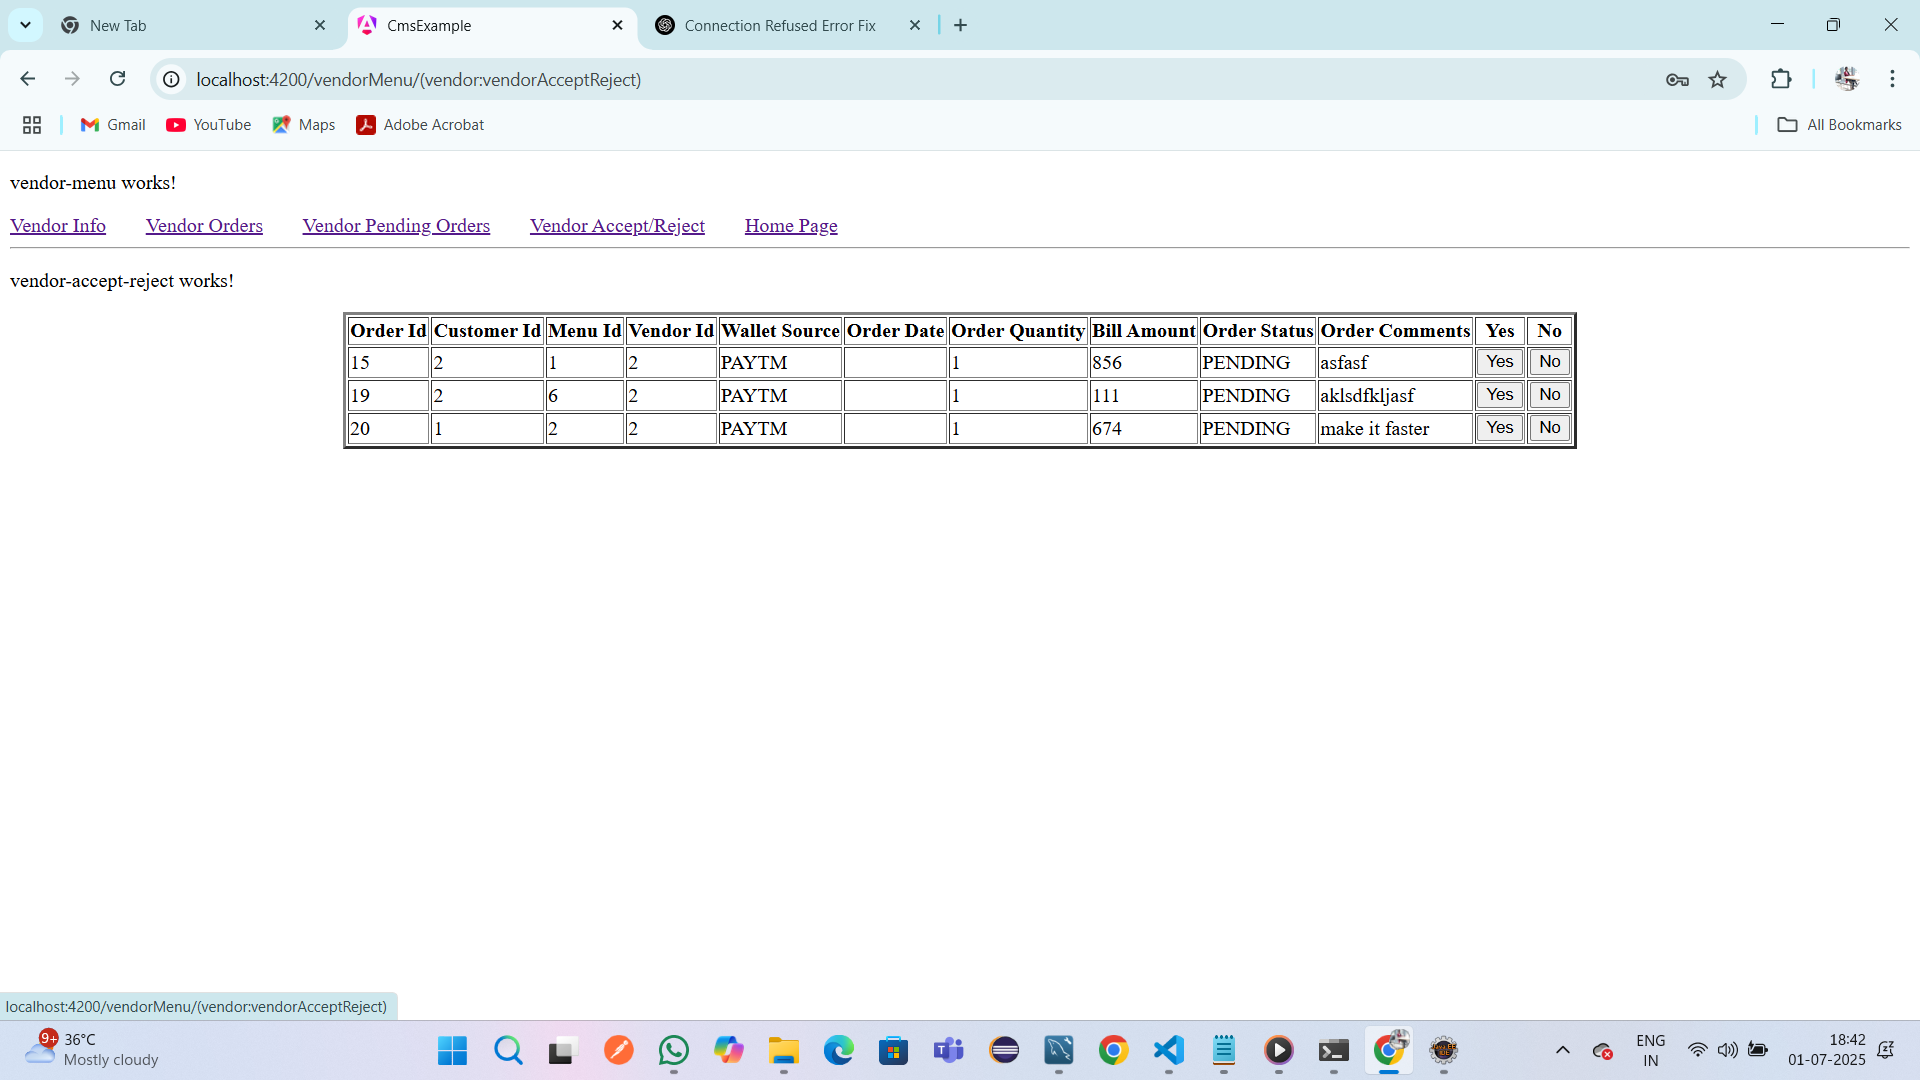 New Tab
CmsExample
Connection Refused Error Fix
localhost:4200/vendorMenu/(vendor:vendorAcceptReject)
Gmail YouTube Maps Adobe Acrobat All Bookmarks
vendor-menu works!
Vendor Info Vendor Orders Vendor Pending Orders Vendor Accept/Reject Home Page
vendor-accept-reject works!
Order Id Customer Id Menu Id Vendor Id Wallet Source Order Date Order Quantity Bill Amount Order Status Order Comments Yes No
15 2 1 2 PAYTM 1 856 PENDING asfasf Yes No
19 2 6 2 PAYTM 1 111 PENDING aklsdfkljasf Yes No
20 1 2 2 PAYTM 1 674 PENDING make it faster Yes No
localhost:4200/vendorMenu/(vendor:vendorAcceptReject)
9+
36°C
Mostly cloudy
ENG
IN
18:42
01-07-2025